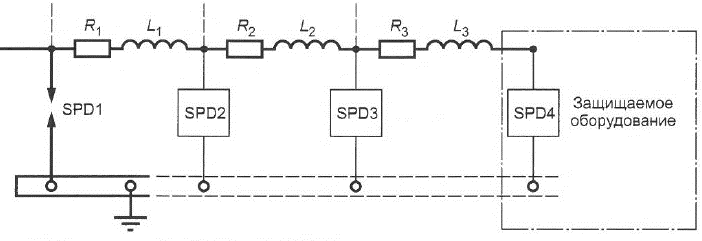 R1 L1 R2 L2 R3 L3
SPD1
SPD2
SPD3
SPD4
Защищаемое
оборудование